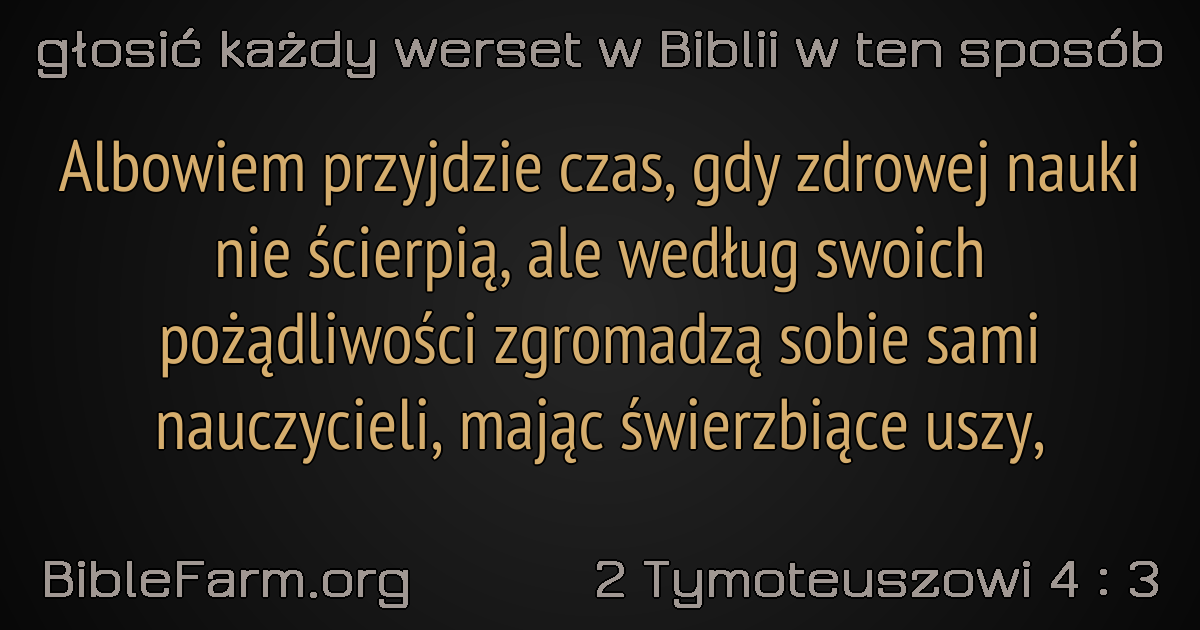 głosić każdy werset w Biblii w ten sposób
Albowiem przyjdzie czas, gdy zdrowej nauki
nie ścierpią, ale według swoich
pożądliwości zgromadzą sobie sami
nauczycieli, mając świerzbiące uszy,
BibleFarm.org
2 Tymoteuszowi 4 : 3